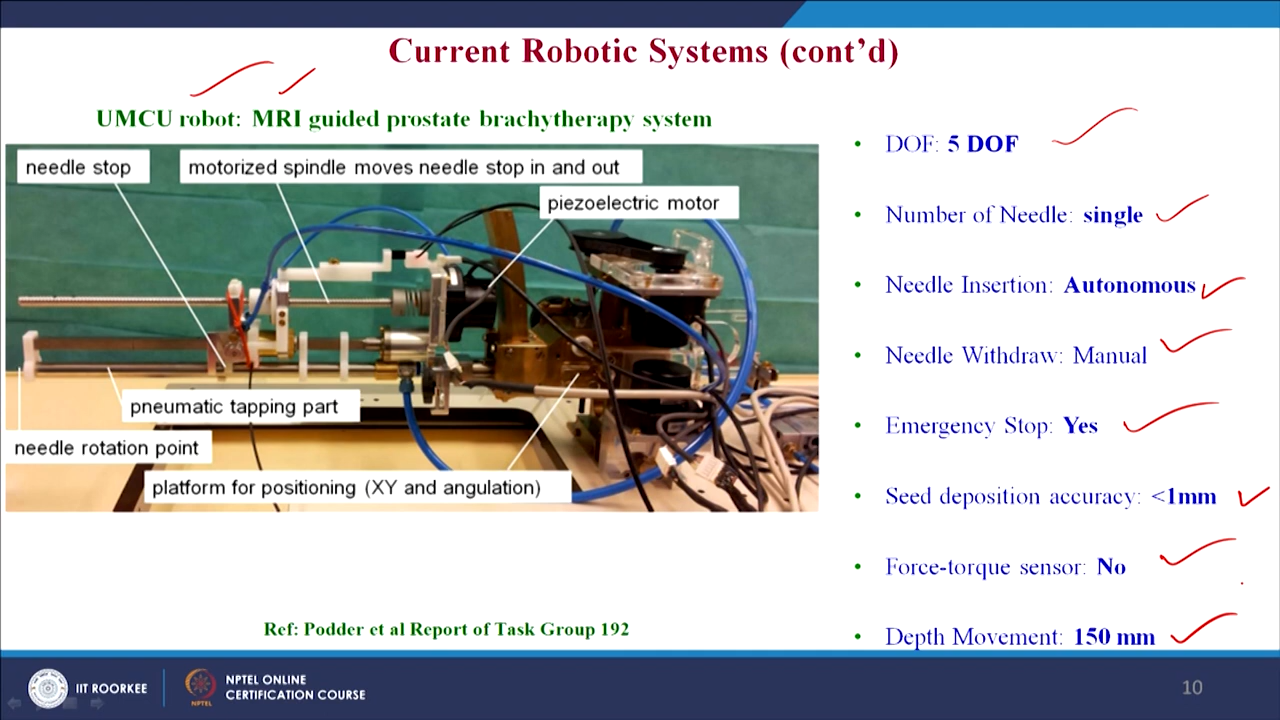 Current Robotic Systems (cont’d)
UMCU robot: MRI guided prostate brachytherapy system
needle stop
motorized spindle moves needle stop in and out
piezoelectric motor
pneumatic tapping part
needle rotation point
platform for positioning (XY and angulation)
Ref: Podder et al Report of Task Group 192
• DOF: 5 DOF
• Number of Needle: single
• Needle Insertion: Autonomous
• Needle Withdraw: Manual
• Emergency Stop: Yes
• Seed deposition accuracy: <1mm
• Force-torque sensor: No
• Depth Movement: 150 mm
IIT ROORKEE
NPTEL
NPTEL ONLINE
CERTIFICATION COURSE
10